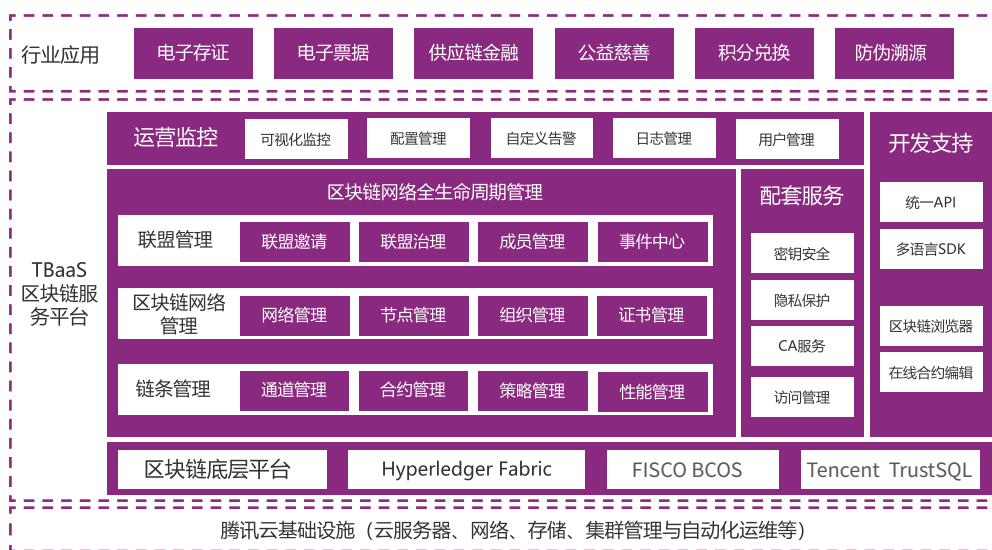 行业应用
电子存证
电子票据
供应链金融
公益慈善
积分兑换
防伪溯源
TBaaS
区块链服
务平台
运营监控
可视化监控
配置管理
自定义告警
日志管理
用户管理
区块链网络全生命周期管理
联盟管理
联盟邀请
联盟治理
成员管理
事件中心
区块链网络
管理
网络管理
节点管理
组织管理
证书管理
链条管理
通道管理
合约管理
策略管理
性能管理
配套服务
密钥安全
隐私保护
CA服务
访问管理
开发支持
统一API
多语言SDK
区块链浏览器
在线合约编辑
区块链底层平台
Hyperledger Fabric
FISCO BCOS
Tencent TrustSQL
腾讯云基础设施（云服务器、网络、存储、集群管理与自动化运维等）